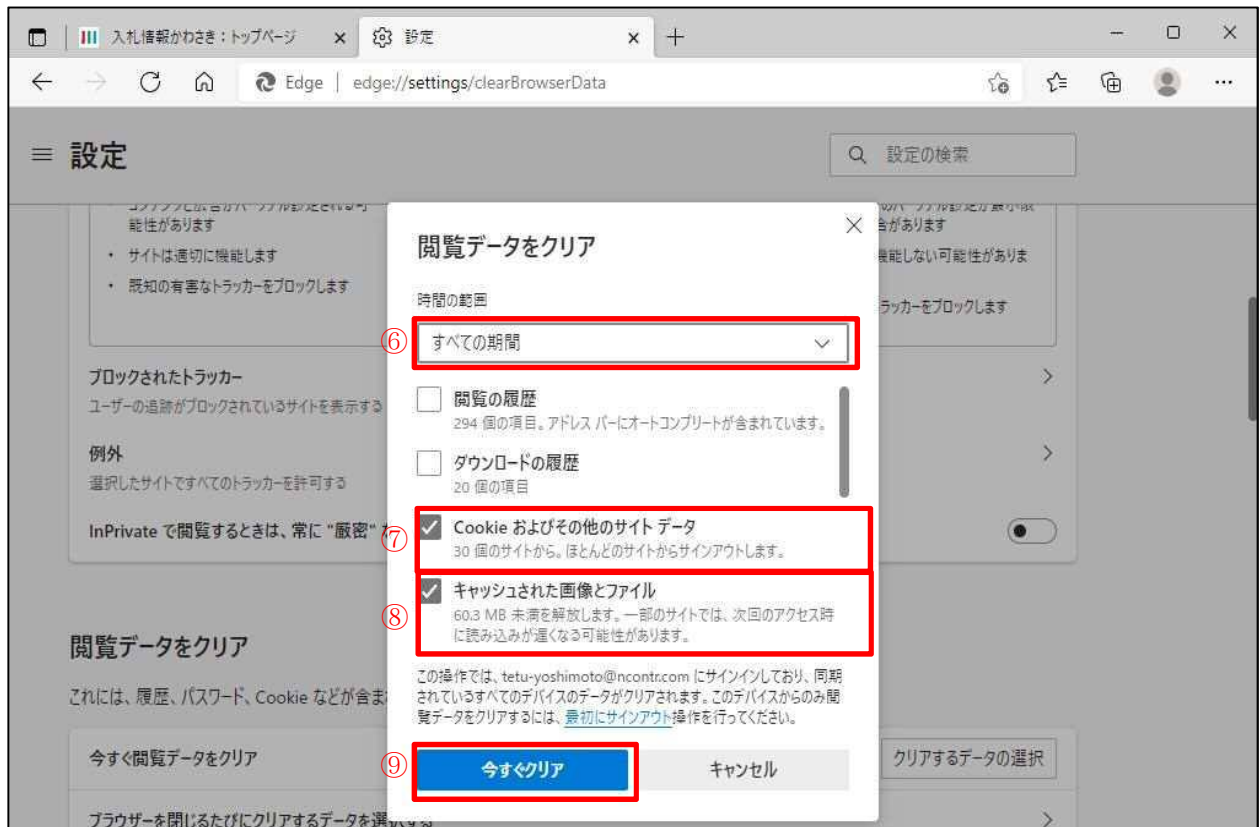 入札情報かわさき：トップページ
設定
Edge | edge://settings/clearBrowserData
設定
設定の検索
能性があります
・ サイトは適切に機能します
・ 既知の有害なトラッカーをブロックします
ブロックされたトラッカー
ユーザーの追跡がブロックされているサイトを表示する
例外
選択したサイトですべてのトラッカーを許可する
InPrivate で閲覧するときは、常に "厳密"
閲覧データをクリア
これには、履歴、パスワード、Cookie などが含ま
今すぐ閲覧データをクリア
クリアするデータの選択
ブラウザーを閉じるたびにクリアするデータを選択する
合があります
機能しない可能性がありま
ラッカーをブロックします
閲覧データをクリア
時間の範囲
⑥ すべての期間
閲覧の履歴
294 個の項目。アドレス バーにオートコンプリートが含まれています。
ダウンロードの履歴
20 個の項目
⑦ Cookie およびその他のサイト データ
30 個のサイトから。ほとんどのサイトからサインアウトします。
⑧ キャッシュされた画像とファイル
60.3 MB 未満を解放します。一部のサイトでは、次回のアクセス時
に読み込みが遅くなる可能性があります。
この操作では、tetu-yoshimoto@ncontr.com にサインインしており、同期
されているすべてのデバイスのデータがクリアされます。このデバイスからのみ閲
覧データをクリアするには、最初にサインアウト操作を行ってください。
⑨ 今すぐクリア
キャンセル